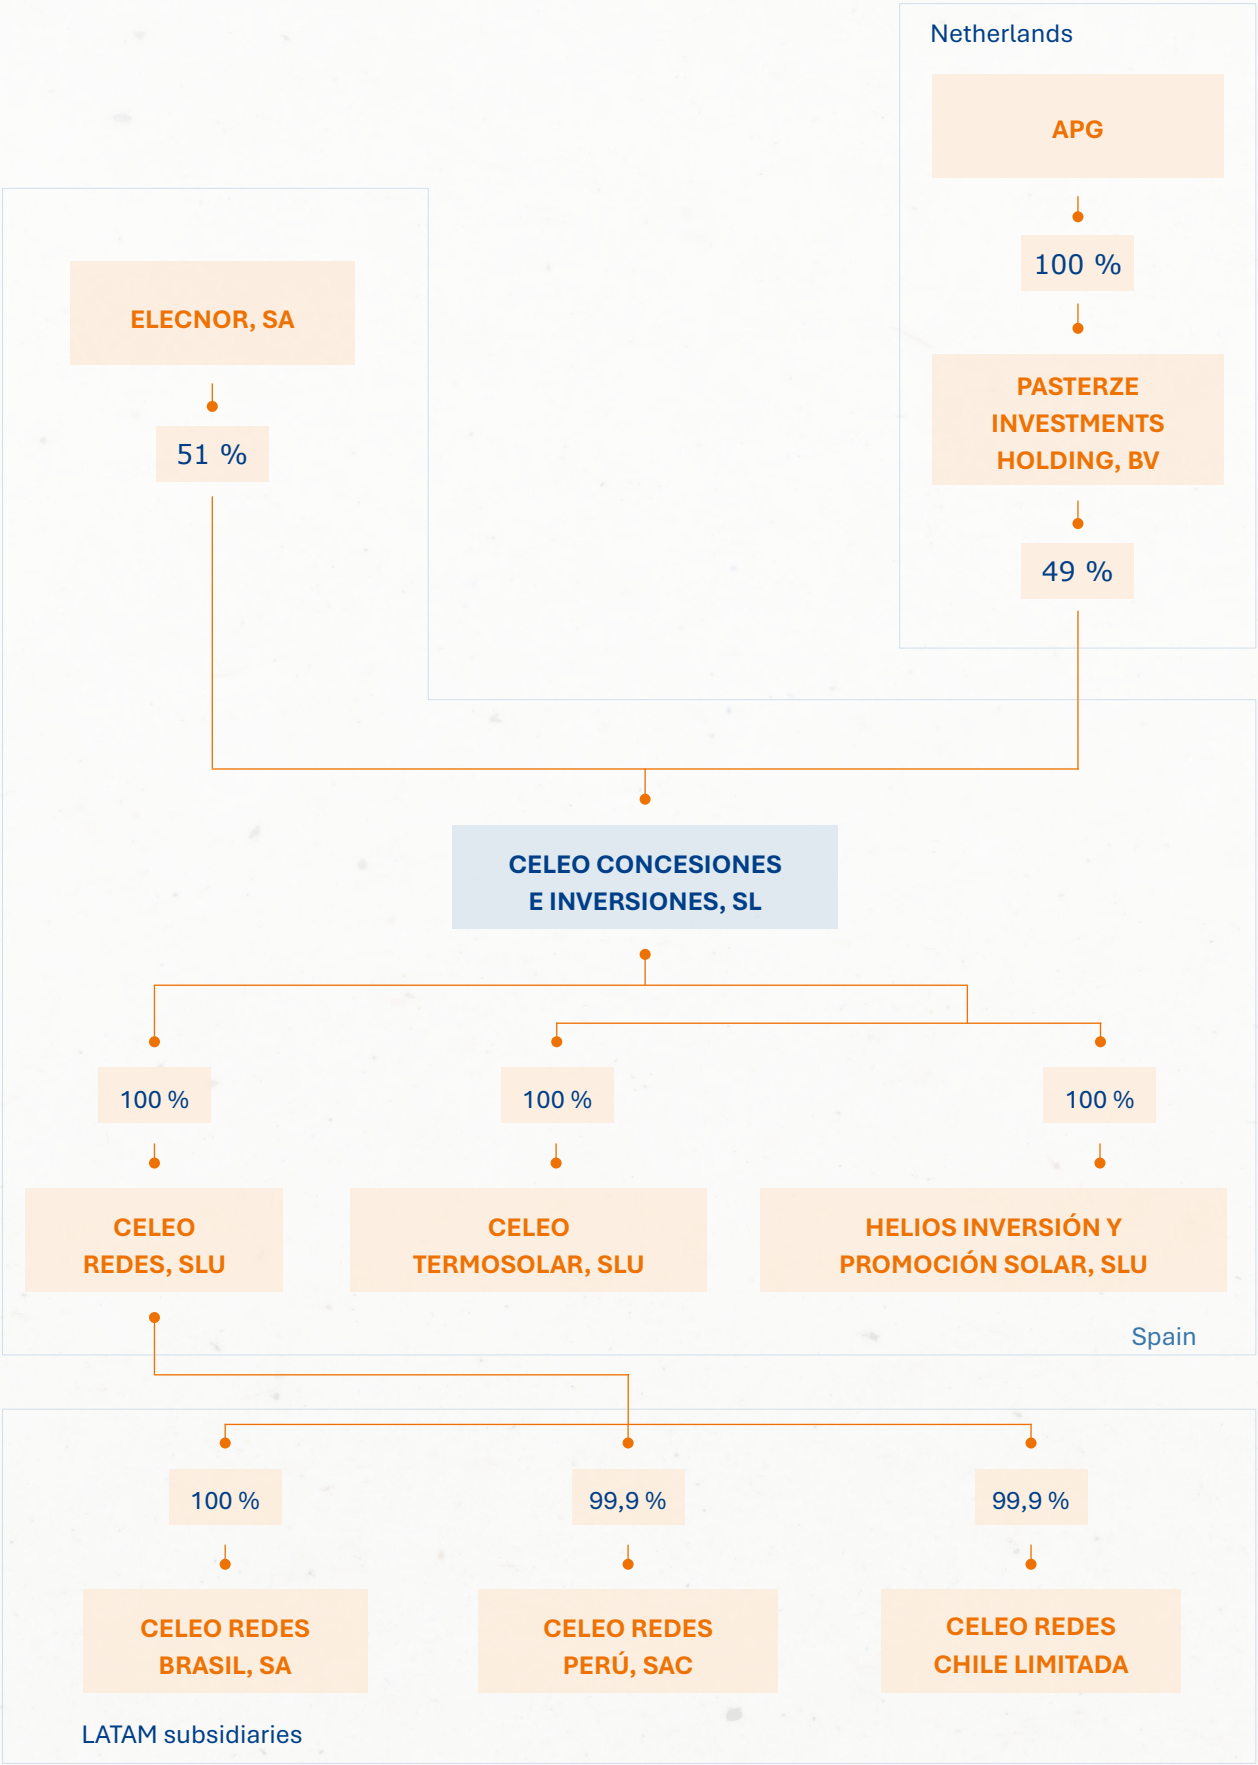 Netherlands
APG
100 %
PASTERZE
INVESTMENTS
HOLDING, BV
49 %
ELECNOR, SA
51 %
CELEO CONCESIONES
E INVERSIONES, SL
100 %
100 %
100 %
CELEO
REDES, SLU
CELEO
TERMOSOLAR, SLU
HELIOS INVERSIÓN Y
PROMOCIÓN SOLAR, SLU
Spain
100 %
99,9 %
99,9 %
CELEO REDES
BRASIL, SA
CELEO REDES
PERÚ, SAC
CELEO REDES
CHILE LIMITADA
LATAM subsidiaries